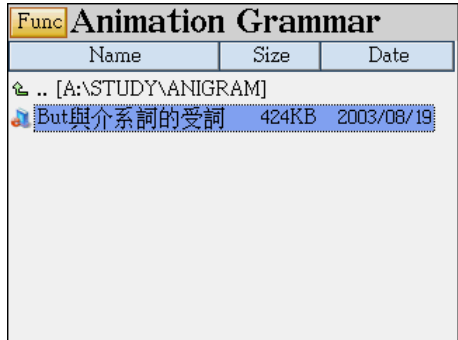 Func Animation Grammar
Name Size Date
.. [A:\STUDY\ANIGRAM]
But與介系詞的受詞 424KB 2003/08/19